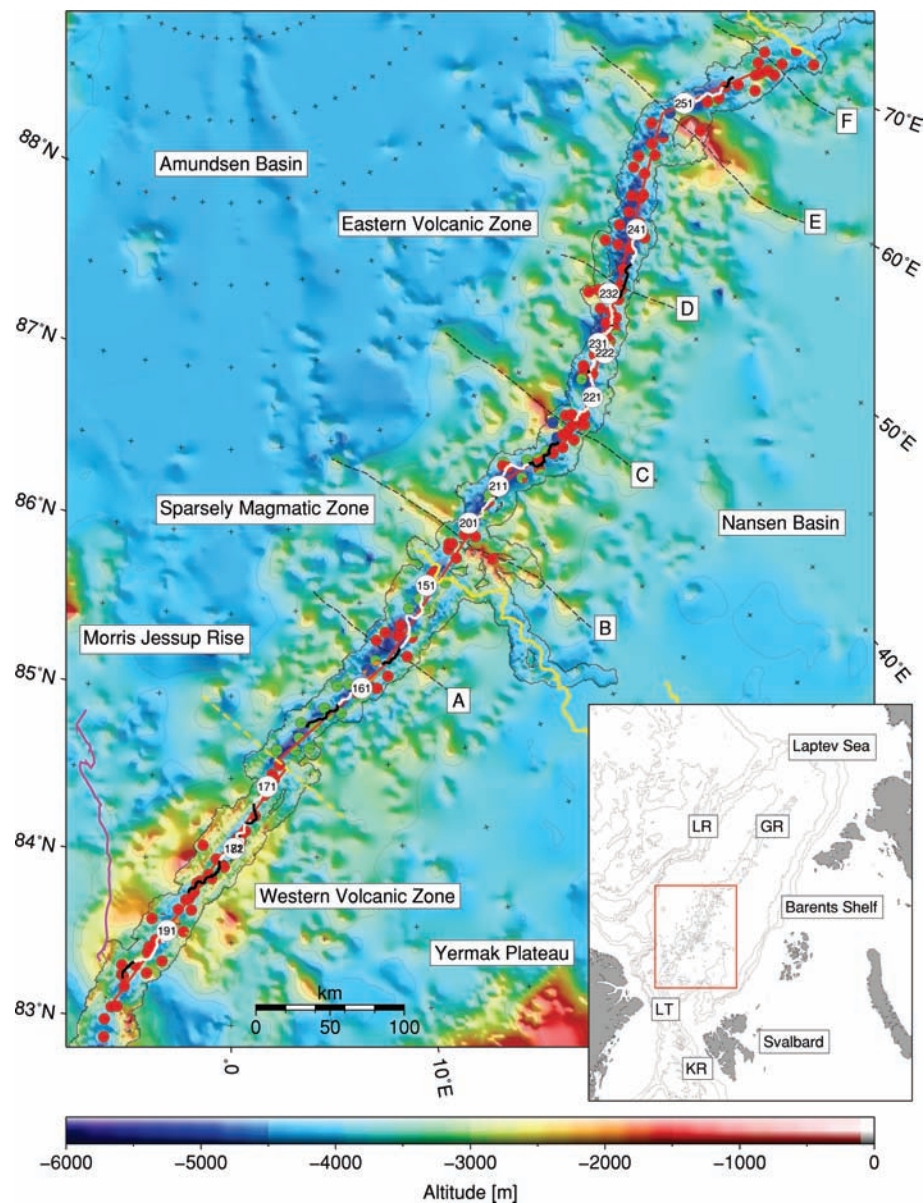 88°N
87°N
86°N
85°N
84°N
83°N
70°E
60°E
50°E
40°E
0°
10°E
Amundsen Basin
Eastern Volcanic Zone
Sparsely Magmatic Zone
Morris Jessup Rise
Western Volcanic Zone
Yermak Plateau
Nansen Basin
F
E
D
C
B
A
251
241
232
231
222
221
211
201
151
161
171
191
km
0 50 100
Laptev Sea
LR
GR
Barents Shelf
LT
KR
Svalbard
−6000 −5000 −4000 −3000 −2000 −1000 0
Altitude [m]